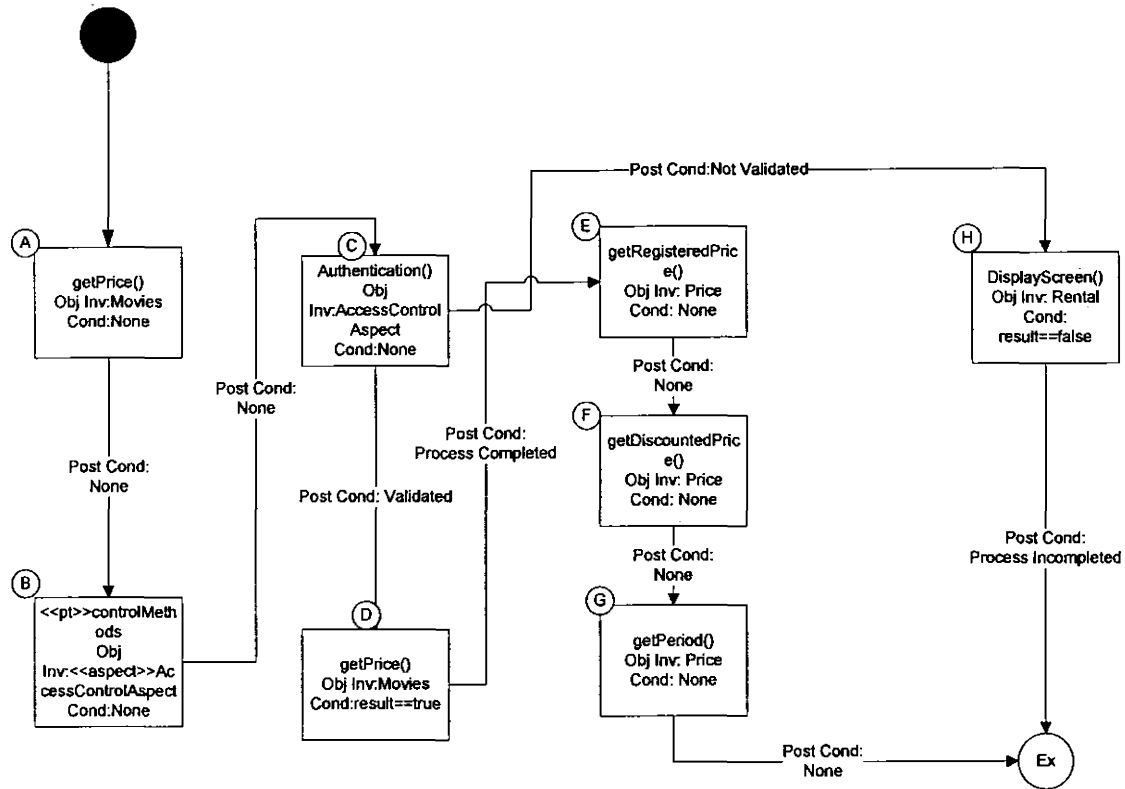 Post Cond:Not Validated
A
getPrice()
Obj Inv:Movies
Cond:None
Post Cond:
None
B
<<pt>>controlMeth
ods
Obj
Inv:<<aspect>>Ac
cessControlAspect
Cond:None
Post Cond:
None
C
Authentication()
Obj
Inv:AccessControl
Aspect
Cond:None
Post Cond: Validated
D
getPrice()
Obj Inv:Movies
Cond:result==true
Post Cond:
Process Completed
E
getRegisteredPric
e()
Obj Inv: Price
Cond: None
Post Cond:
None
F
getDiscountedPric
e()
Obj Inv: Price
Cond: None
Post Cond:
None
G
getPeriod()
Obj Inv: Price
Cond: None
Post Cond:
None
H
DisplayScreen()
Obj Inv: Rental
Cond:
result==false
Post Cond:
Process Incompleted
Ex